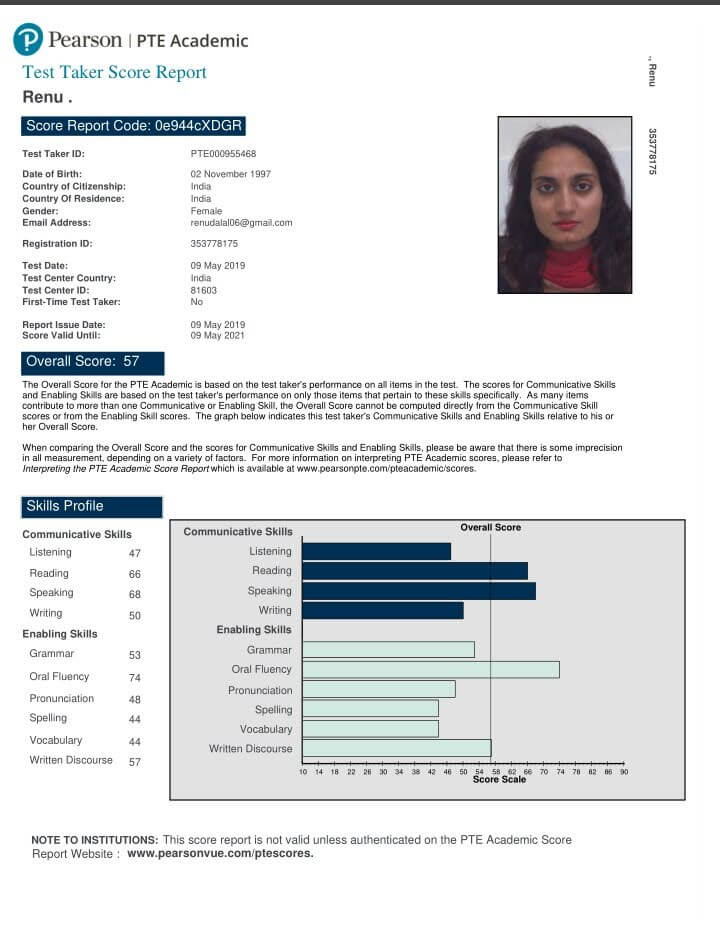 Pearson | PTE Academic
Test Taker Score Report
Renu .
., Renu 353778175
Score Report Code: 0e944cXDGR
Test Taker ID: PTE000955468
Date of Birth: 02 November 1997
Country of Citizenship: India
Country Of Residence: India
Gender: Female
Email Address: renudalal06@gmail.com
Registration ID: 353778175
Test Date: 09 May 2019
Test Center Country: India
Test Center ID: 81603
First-Time Test Taker: No
Report Issue Date: 09 May 2019
Score Valid Until: 09 May 2021
Overall Score: 57
The Overall Score for the PTE Academic is based on the test taker's performance on all items in the test. The scores for Communicative Skills
and Enabling Skills are based on the test taker's performance on only those items that pertain to these skills specifically. As many items
contribute to more than one Communicative or Enabling Skill, the Overall Score cannot be computed directly from the Communicative Skill
scores or from the Enabling Skill scores. The graph below indicates this test taker's Communicative Skills and Enabling Skills relative to his or
her Overall Score.
When comparing the Overall Score and the scores for Communicative Skills and Enabling Skills, please be aware that there is some imprecision
in all measurement, depending on a variety of factors. For more information on interpreting PTE Academic scores, please refer to
Interpreting the PTE Academic Score Report which is available at www.pearsonpte.com/pteacademic/scores.
Skills Profile
Communicative Skills
Listening 47
Reading 66
Speaking 68
Writing 50
Enabling Skills
Grammar 53
Oral Fluency 74
Pronunciation 48
Spelling 44
Vocabulary 44
Written Discourse 57
Communicative Skills
Overall Score
Listening
Reading
Speaking
Writing
Enabling Skills
Grammar
Oral Fluency
Pronunciation
Spelling
Vocabulary
Written Discourse
10 14 18 22 26 30 34 38 42 46 50 54 58 62 66 70 74 78 82 86 90
Score Scale
NOTE TO INSTITUTIONS: This score report is not valid unless authenticated on the PTE Academic Score
Report Website : www.pearsonvue.com/ptescores.